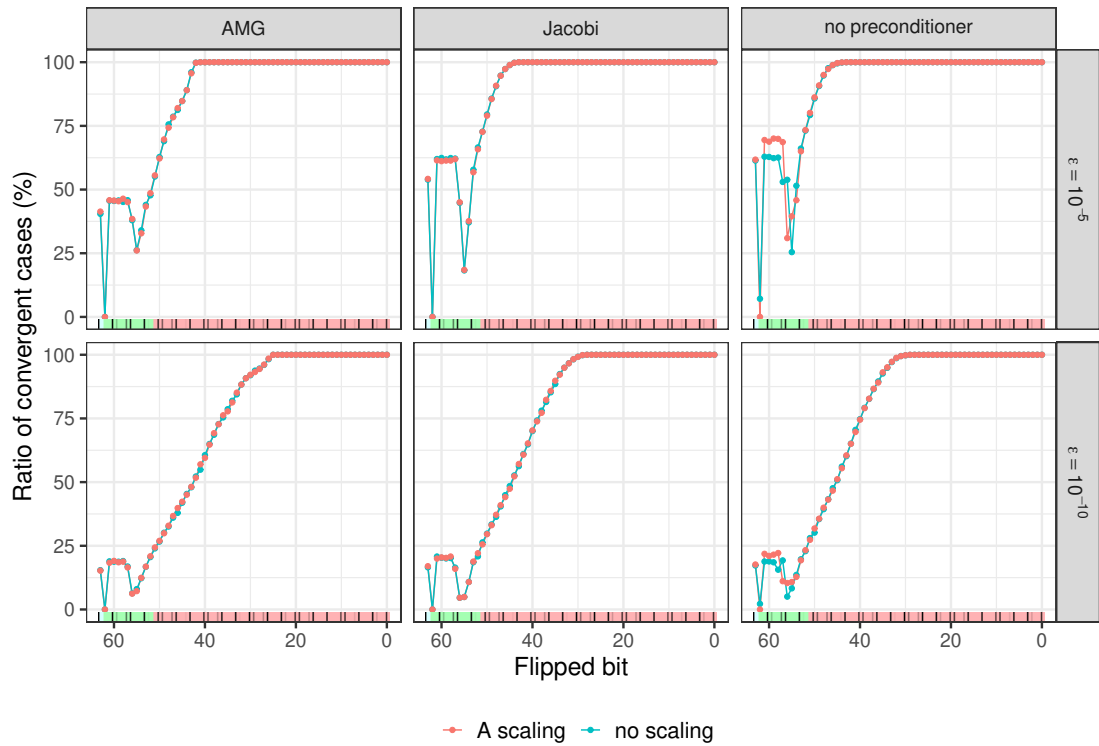 AMG
Jacobi
no preconditioner
Ratio of convergent cases (%)
100
75
50
25
0
ε = 10⁻⁵
100
75
50
25
0
ε = 10⁻¹⁰
60 40 20 0
60 40 20 0
60 40 20 0
Flipped bit
A scaling
no scaling